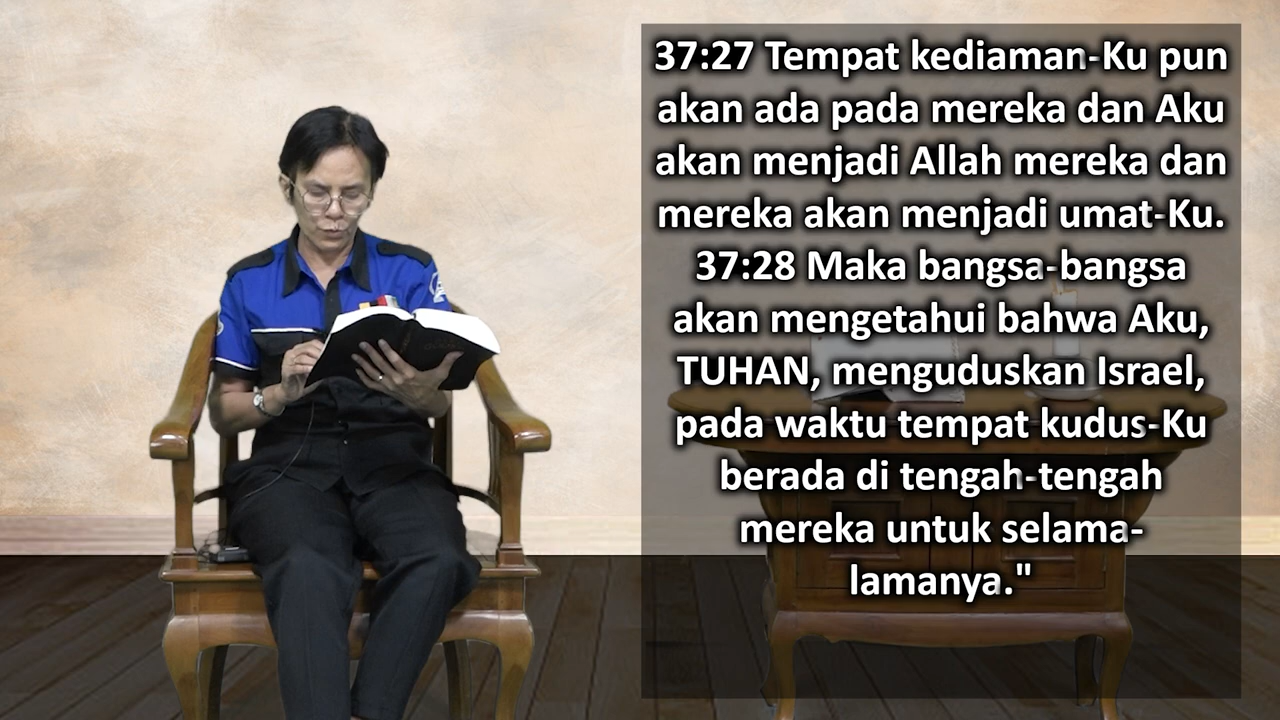 37:27 Tempat kediaman-Ku pun
akan ada pada mereka dan Aku
akan menjadi Allah mereka dan
mereka akan menjadi umat-Ku.
37:28 Maka bangsa-bangsa
akan mengetahui bahwa Aku,
TUHAN, menguduskan Israel,
pada waktu tempat kudus-Ku
berada di tengah-tengah
mereka untuk selama-
lamanya."